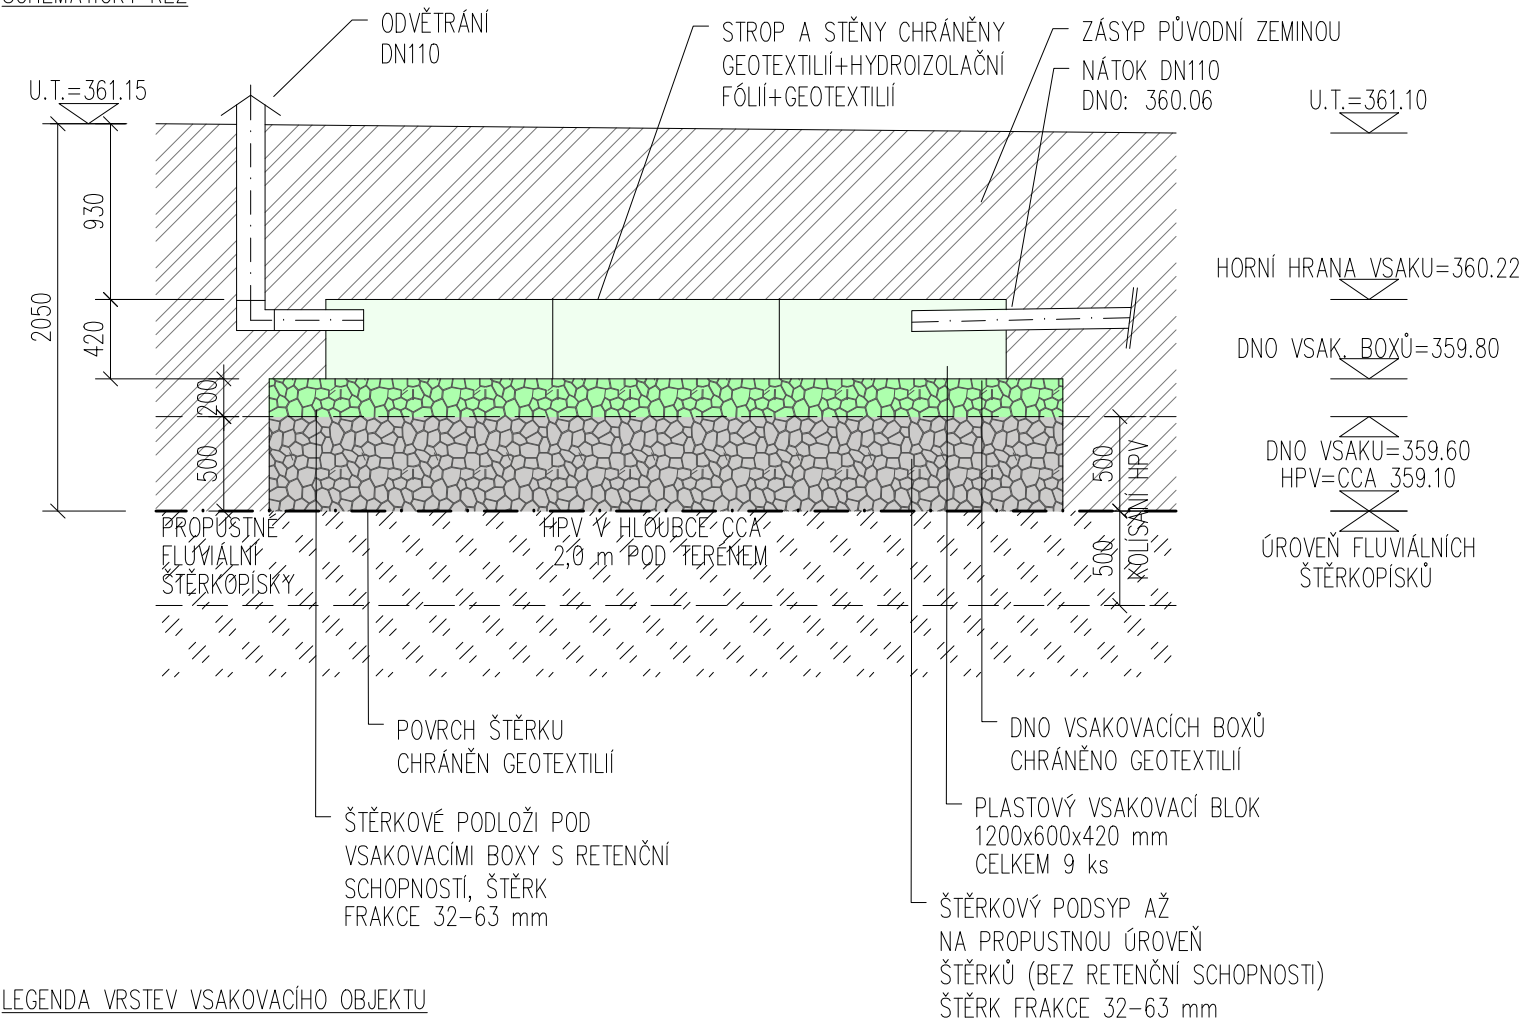 SCHEMATICKÝ ŘEZ
ODVĚTRÁNÍ
DN110
STROP A STĚNY CHRÁNĚNY
GEOTEXTILIÍ+HYDROIZOLAČNÍ
FÓLIÍ+GEOTEXTILIÍ
ZÁSYP PŮVODNÍ ZEMINOU
NÁTOK DN110
DNO: 360.06
U.T.=361.15
U.T.=361.10
930
2050
420
200
500
HORNÍ HRANA VSAKU=360.22
DNO VSAK. BOXŮ=359.80
DNO VSAKU=359.60
HPV=CCA 359.10
ÚROVEŇ FLUVIÁLNÍCH
ŠTĚRKOPÍSKŮ
500
500
KOLÍSÁNÍ HPV
PROPUSTNÉ
FLUVIÁLNÍ
ŠTĚRKOPÍSKY
HPV V HLOUBCE CCA
2,0 m POD TERÉNEM
POVRCH ŠTĚRKU
CHRÁNĚN GEOTEXTILIÍ
DNO VSAKOVACÍCH BOXŮ
CHRÁNĚNO GEOTEXTILIÍ
ŠTĚRKOVÉ PODLOŽI POD
VSAKOVACÍMI BOXY S RETENČNÍ
SCHOPNOSTÍ, ŠTĚRK
FRAKCE 32-63 mm
PLASTOVÝ VSAKOVACÍ BLOK
1200x600x420 mm
CELKEM 9 ks
ŠTĚRKOVÝ PODSYP AŽ
NA PROPUSTNOU ÚROVEŇ
ŠTĚRKŮ (BEZ RETENČNÍ SCHOPNOSTI)
ŠTĚRK FRAKCE 32-63 mm
LEGENDA VRSTEV VSAKOVACÍHO OBJEKTU